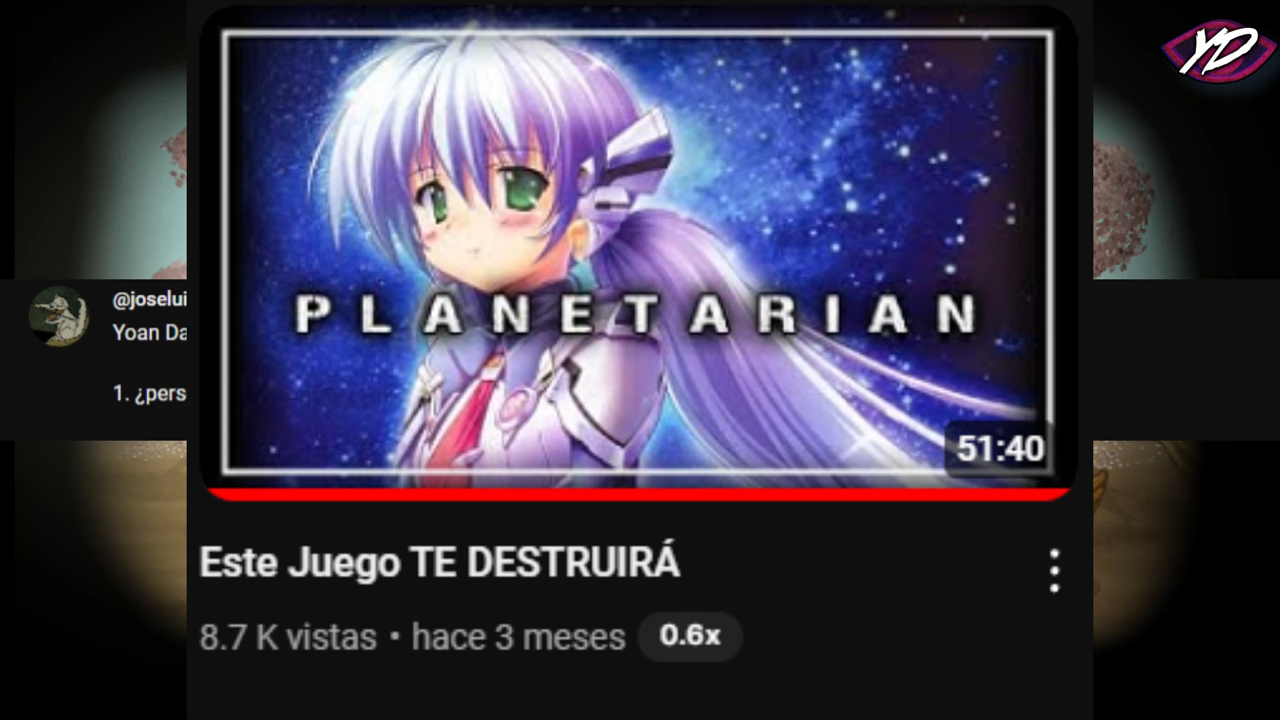 YD
@joselui
Yoan Da
1. ¿pers
PLANETARIAN
51:40
Este Juego TE DESTRUIRÁ
8.7 K vistas • hace 3 meses 0.6x